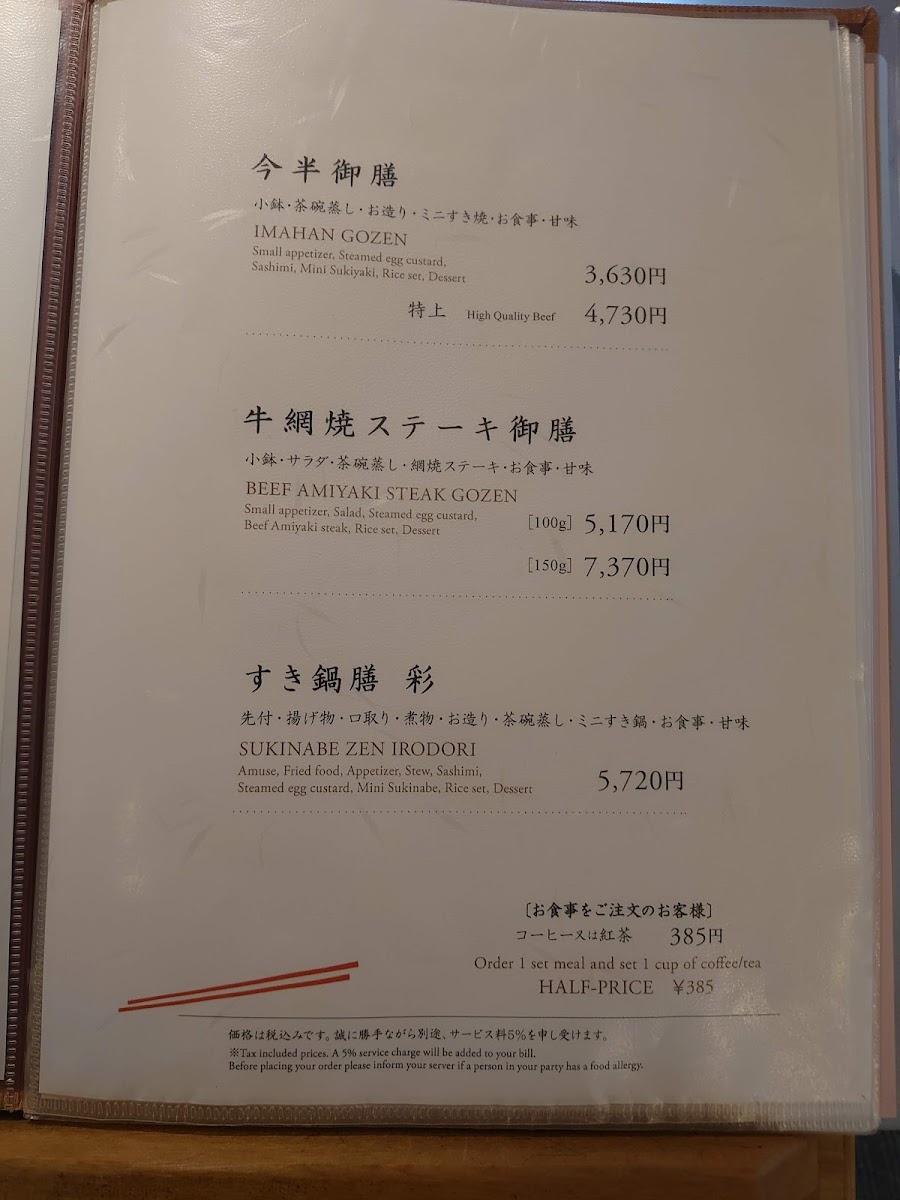 今半御膳
小鉢・茶碗蒸し・お造り・ミニすき焼・お食事・甘味
IMAHAN GOZEN
Small appetizer, Steamed egg custard,
Sashimi, Mini Sukiyaki, Rice set, Dessert
3,630円
特上 High Quality Beef 4,730円
牛網焼ステーキ御膳
小鉢・サラダ・茶碗蒸し・網焼ステーキ・お食事・甘味
BEEF AMIYAKI STEAK GOZEN
Small appetizer, Salad, Steamed egg custard,
Beef Amiyaki steak, Rice set, Dessert
[100g] 5,170円
[150g] 7,370円
すき鍋膳 彩
先付・揚げ物・口取り・煮物・お造り・茶碗蒸し・ミニすき鍋・お食事・甘味
SUKINABE ZEN IRODORI
Amuse, Fried food, Appetizer, Stew, Sashimi,
Steamed egg custard, Mini Sukinabe, Rice set, Dessert
5,720円
〔お食事をご注文のお客様〕
コーヒー又は紅茶 385円
Order 1 set meal and set 1 cup of coffee/tea
HALF-PRICE ¥385
価格は税込みです。誠に勝手ながら別途、サービス料5%を申し受けます。
※Tax included prices. A 5% service charge will be added to your bill.
Before placing your order please inform your server if a person in your party has a food allergy.